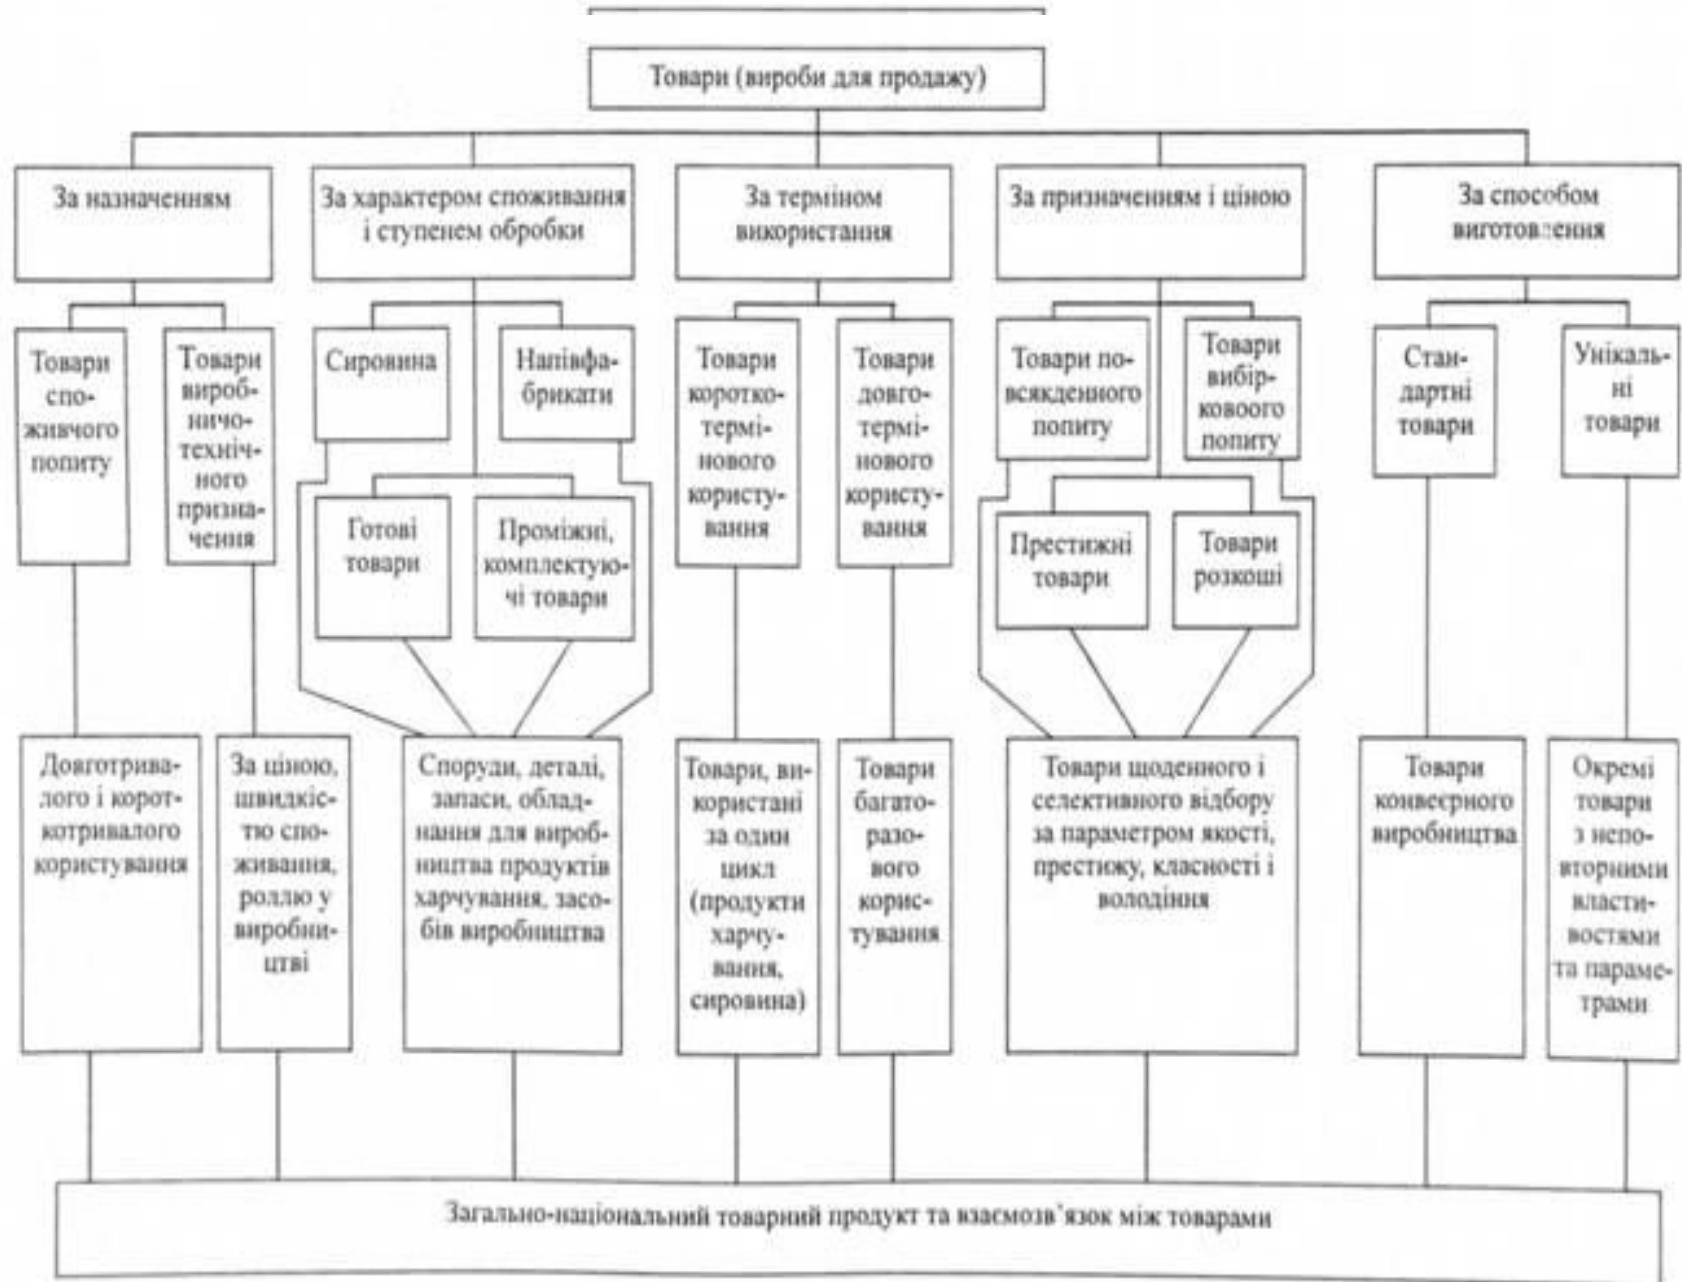 Товари (вироби для продажу)
За назначенням
За характером споживання
і ступенем обробки
За терміном
використання
За призначенням і ціною
За способом
виготовлення
Товари
спо-
живчого
попиту
Товари
вироб-
ничо-
техніч-
ного
призна-
чення
Сировина
Напівфа-
брикати
Готові
товари
Проміжні,
комплектую-
чі товари
Товари
коротко-
термі-
нового
користу-
вання
Товари
довго-
термі-
нового
користу-
вання
Товари по-
всякденного
попиту
Товари
вибір-
ковоого
попиту
Престижні
товари
Товари
розкоші
Стан-
дартні
товари
Унікаль-
ні
товари
Довготрива-
лого і корот-
котривалого
користування
За ціною,
швидкіс-
тю спо-
живання,
роллю у
виробни-
цтві
Споруди, деталі,
запаси, облад-
нання для вироб-
ництва продуктів
харчування, засо-
бів виробництва
Товари, ви-
користані
за один
цикл
(продукти
харчу-
вання,
сировина)
Товари
багато-
разо-
вого
корис-
тування
Товари щоденного і
селективного відбору
за параметром якості,
престижу, класності і
володіння
Товари
конвеєрного
виробництва
Окремі
товари
з непо-
вторними
власти-
востями
та параме-
трами
Загально-національний товарний продукт та взаємозв’язок між товарами